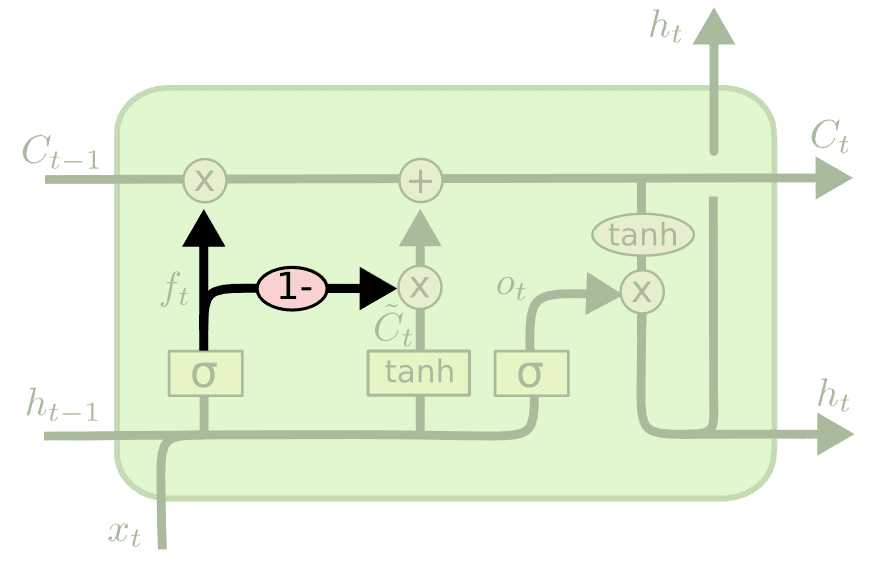 h_t
C_{t-1}
C_t
x
+
tanh
f_t
1-
x
o_t
x
\tilde{C}_t
σ
tanh
σ
h_{t-1}
h_t
x_t